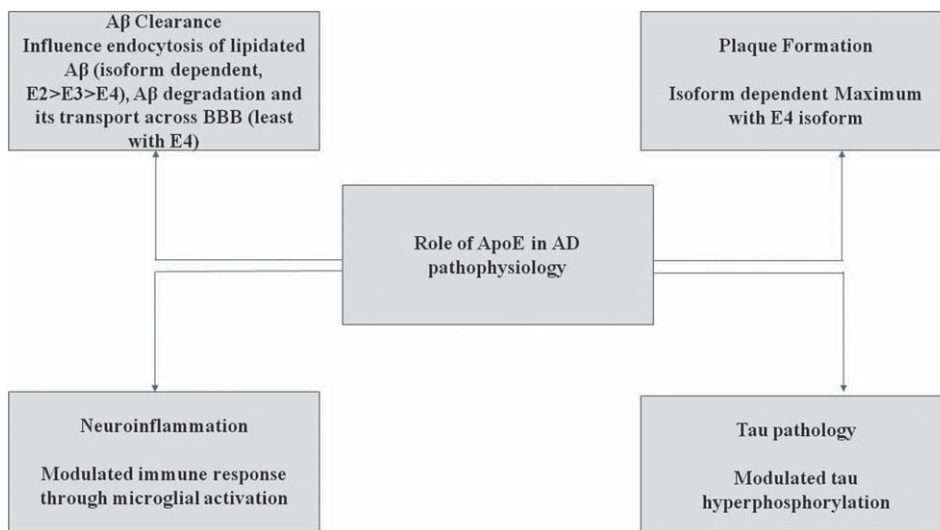 Aβ Clearance
Influence endocytosis of lipidated
Aβ (isoform dependent,
E2>E3>E4), Aβ degradation and
its transport across BBB (least
with E4)
Plaque Formation
Isoform dependent Maximum
with E4 isoform
Role of ApoE in AD
pathophysiology
Neuroinflammation
Modulated immune response
through microglial activation
Tau pathology
Modulated tau
hyperphosphorylation